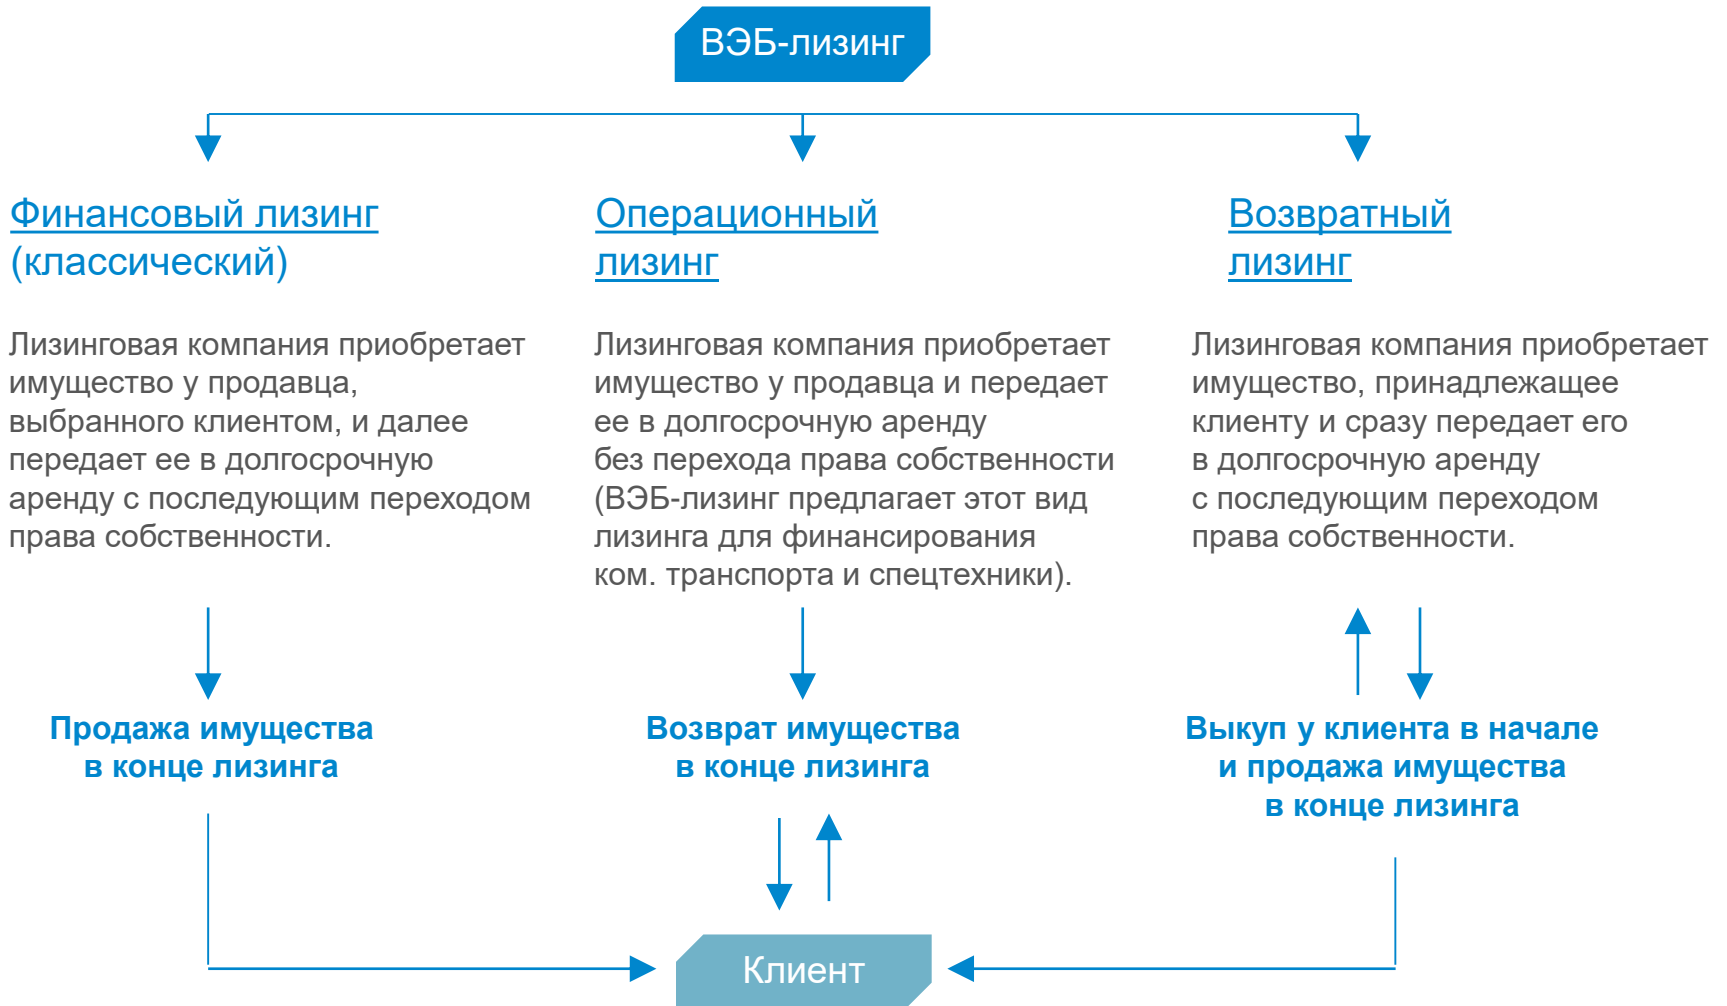 ВЭБ-лизинг
Финансовый лизинг
(классический)
Лизинговая компания приобретает
имущество у продавца,
выбранного клиентом, и далее
передает ее в долгосрочную
аренду с последующим переходом
права собственности.
Продажа имущества
в конце лизинга
Операционный
лизинг
Лизинговая компания приобретает
имущество у продавца и передает
ее в долгосрочную аренду
без перехода права собственности
(ВЭБ-лизинг предлагает этот вид
лизинга для финансирования
ком. транспорта и спецтехники).
Возврат имущества
в конце лизинга
Возвратный
лизинг
Лизинговая компания приобретает
имущество, принадлежащее
клиенту и сразу передает его
в долгосрочную аренду
с последующим переходом
права собственности.
Выкуп у клиента в начале
и продажа имущества
в конце лизинга
Клиент